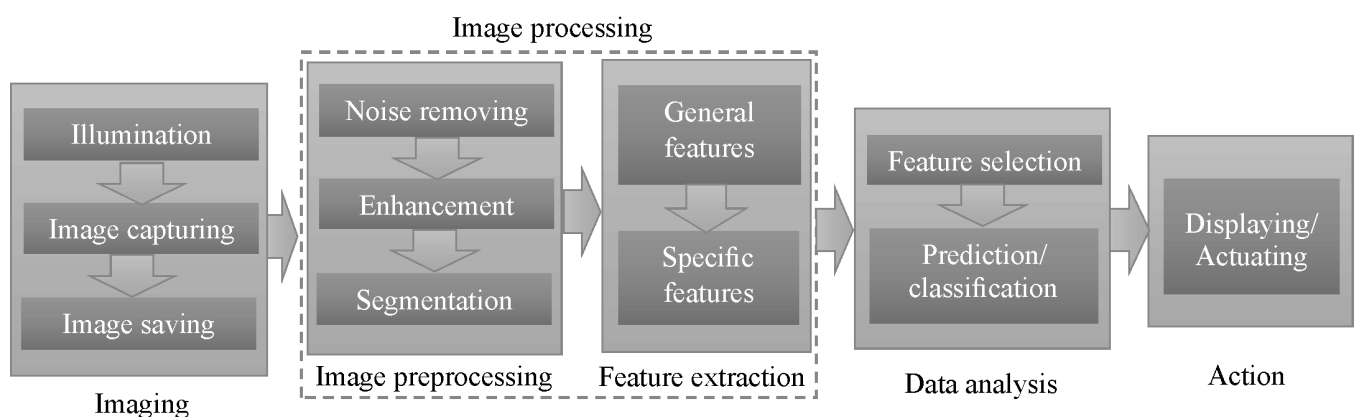 Image processing
Illumination
Image capturing
Image saving
Imaging
Noise removing
Enhancement
Segmentation
Image preprocessing
General
features
Specific
features
Feature extraction
Feature selection
Prediction/
classification
Data analysis
Displaying/
Actuating
Action